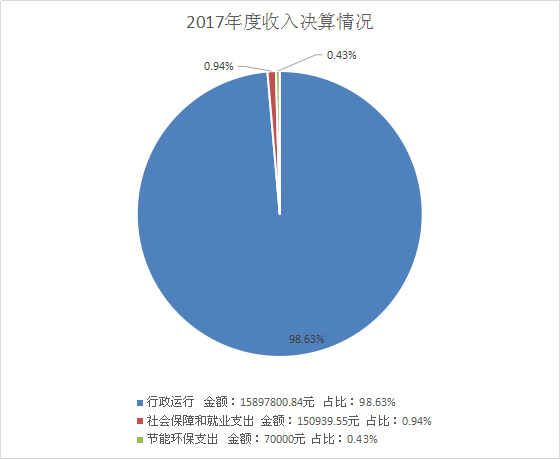 2017年度收入决算情况
0.94%
0.43%
98.63%
行政运行 金额：15897800.84元 占比：98.63%
社会保障和就业支出 金额：150939.55元 占比：0.94%
节能环保支出 金额：70000元 占比：0.43%